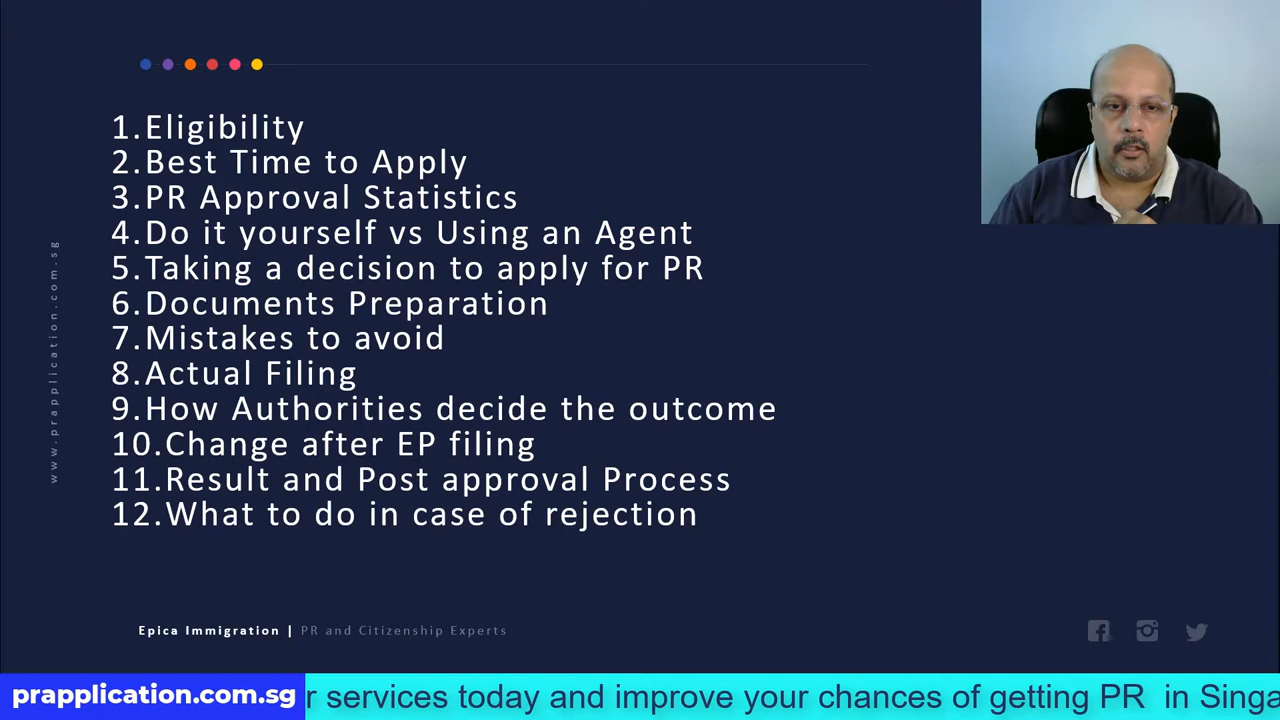 1.Eligibility
2.Best Time to Apply
3.PR Approval Statistics
4.Do it yourself vs Using an Agent
5.Taking a decision to apply for PR
6.Documents Preparation
7.Mistakes to avoid
8.Actual Filing
9.How Authorities decide the outcome
10.Change after EP filing
11.Result and Post approval Process
12.What to do in case of rejection
www.prapplication.com.sg
Epica Immigration | PR and Citizenship Experts
prapplication.com.sg services today and improve your chances of getting PR in